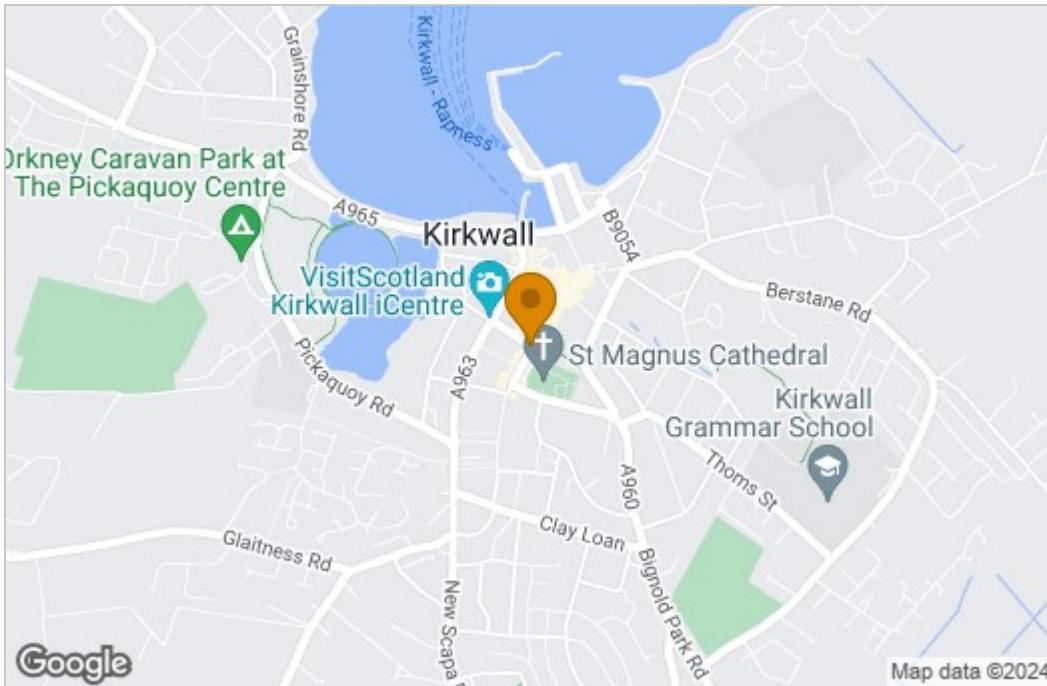 Grainshore Rd
Kirkwall - Rapness
Orkney Caravan Park at
The Pickaquoy Centre
A965
Kirkwall
B9054
VisitScotland
Kirkwall iCentre
Berstane Rd
St Magnus Cathedral
A963
Pickaquoy Rd
Kirkwall
Grammar School
Thoms St
A960
Clay Loan
Glaitness Rd
Bignold Park Rd
New Scapa
Google
Map data ©2024